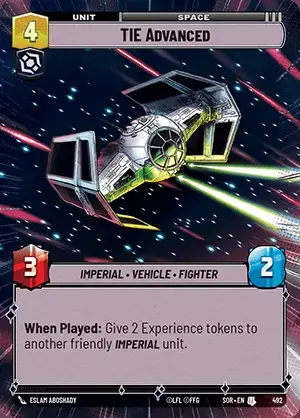 UNIT SPACE
4 TIE Advanced
3 IMPERIAL • VEHICLE • FIGHTER 2
When Played: Give 2 Experience tokens to
another friendly IMPERIAL unit.
ESLAM ABOSHADY ©LFL ©FFG SOR • EN U 492